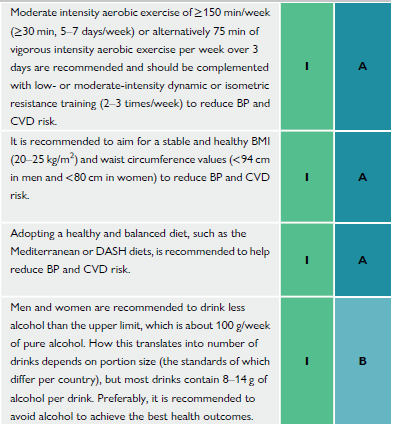 Moderate intensity aerobic exercise of ≥150 min/week
(≥30 min, 5–7 days/week) or alternatively 75 min of
vigorous intensity aerobic exercise per week over 3
days are recommended and should be complemented
with low- or moderate-intensity dynamic or isometric
resistance training (2–3 times/week) to reduce BP and
CVD risk.
I
A
It is recommended to aim for a stable and healthy BMI
(20–25 kg/m²) and waist circumference values (<94 cm
in men and <80 cm in women) to reduce BP and CVD
risk.
I
A
Adopting a healthy and balanced diet, such as the
Mediterranean or DASH diets, is recommended to help
reduce BP and CVD risk.
I
A
Men and women are recommended to drink less
alcohol than the upper limit, which is about 100 g/week
of pure alcohol. How this translates into number of
drinks depends on portion size (the standards of which
differ per country), but most drinks contain 8–14 g of
alcohol per drink. Preferably, it is recommended to
avoid alcohol to achieve the best health outcomes.
I
B